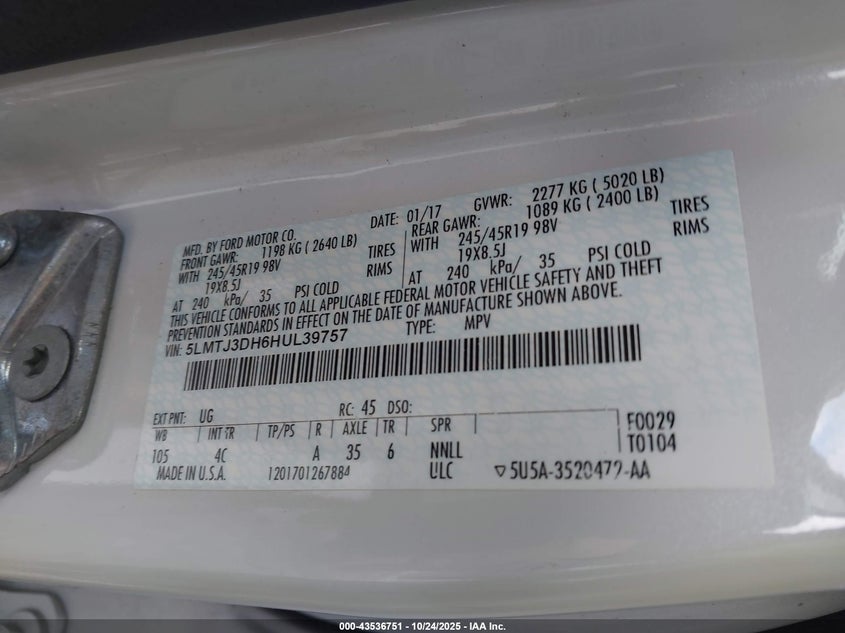 MFD. BY FORD MOTOR CO.
DATE: 01/17 GVWR: 2277 KG ( 5020 LB)
FRONT GAWR: 1198 KG ( 2640 LB)
REAR GAWR: 1089 KG ( 2400 LB)
WITH 245/45R19 98V TIRES
WITH 245/45R19 98V TIRES
19X8.5J RIMS
19X8.5J RIMS
AT 240 kPa/ 35 PSI COLD
AT 240 kPa/ 35 PSI COLD
THIS VEHICLE CONFORMS TO ALL APPLICABLE FEDERAL MOTOR VEHICLE SAFETY AND THEFT
PREVENTION STANDARDS IN EFFECT ON THE DATE OF MANUFACTURE SHOWN ABOVE.
VIN: 5LMTJ3DH6HUL39757 TYPE: MPV
EXT PNT: UG RC: 45 DSO:
WB INT TR TP/PS R AXLE TR SPR F0029
105 4C A 35 6 NNLL T0104
MADE IN U.S.A. 1201701267884 ULC 5U5A-3520472-AA
000-43536751 - 10/24/2025 - IAA Inc.